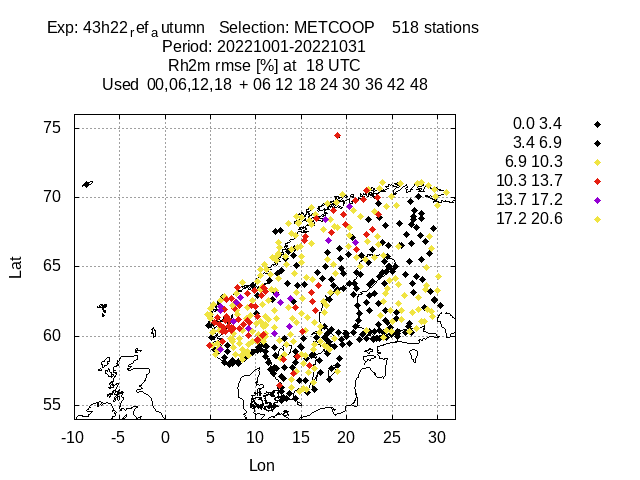 Exp: 43h22ref_autumn   Selection: METCOOP    518 stations
Period: 20221001-20221031
Rh2m rmse [%] at  18 UTC
Used  00,06,12,18  + 06 12 18 24 30 36 42 48
0.0 3.4
3.4 6.9
6.9 10.3
10.3 13.7
13.7 17.2
17.2 20.6
75
70
65
60
55
Lat
-10 -5 0 5 10 15 20 25 30
Lon